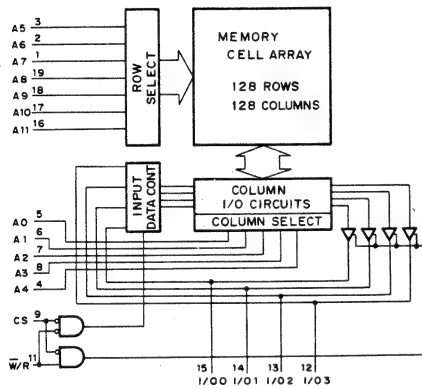 A5 3
A6 2
A7 1
A8 19
A9 18
A10 17
A11 16
ROW SELECT
MEMORY
CELL ARRAY
128 ROWS
128 COLUMNS
INPUT
DATA CONT
COLUMN
I/O CIRCUITS
COLUMN SELECT
A0 5
A1 6
A2 7
A3 8
A4 4
CS 9
W/R 11
15 14 13 12
I/O0 I/O1 I/O2 I/O3